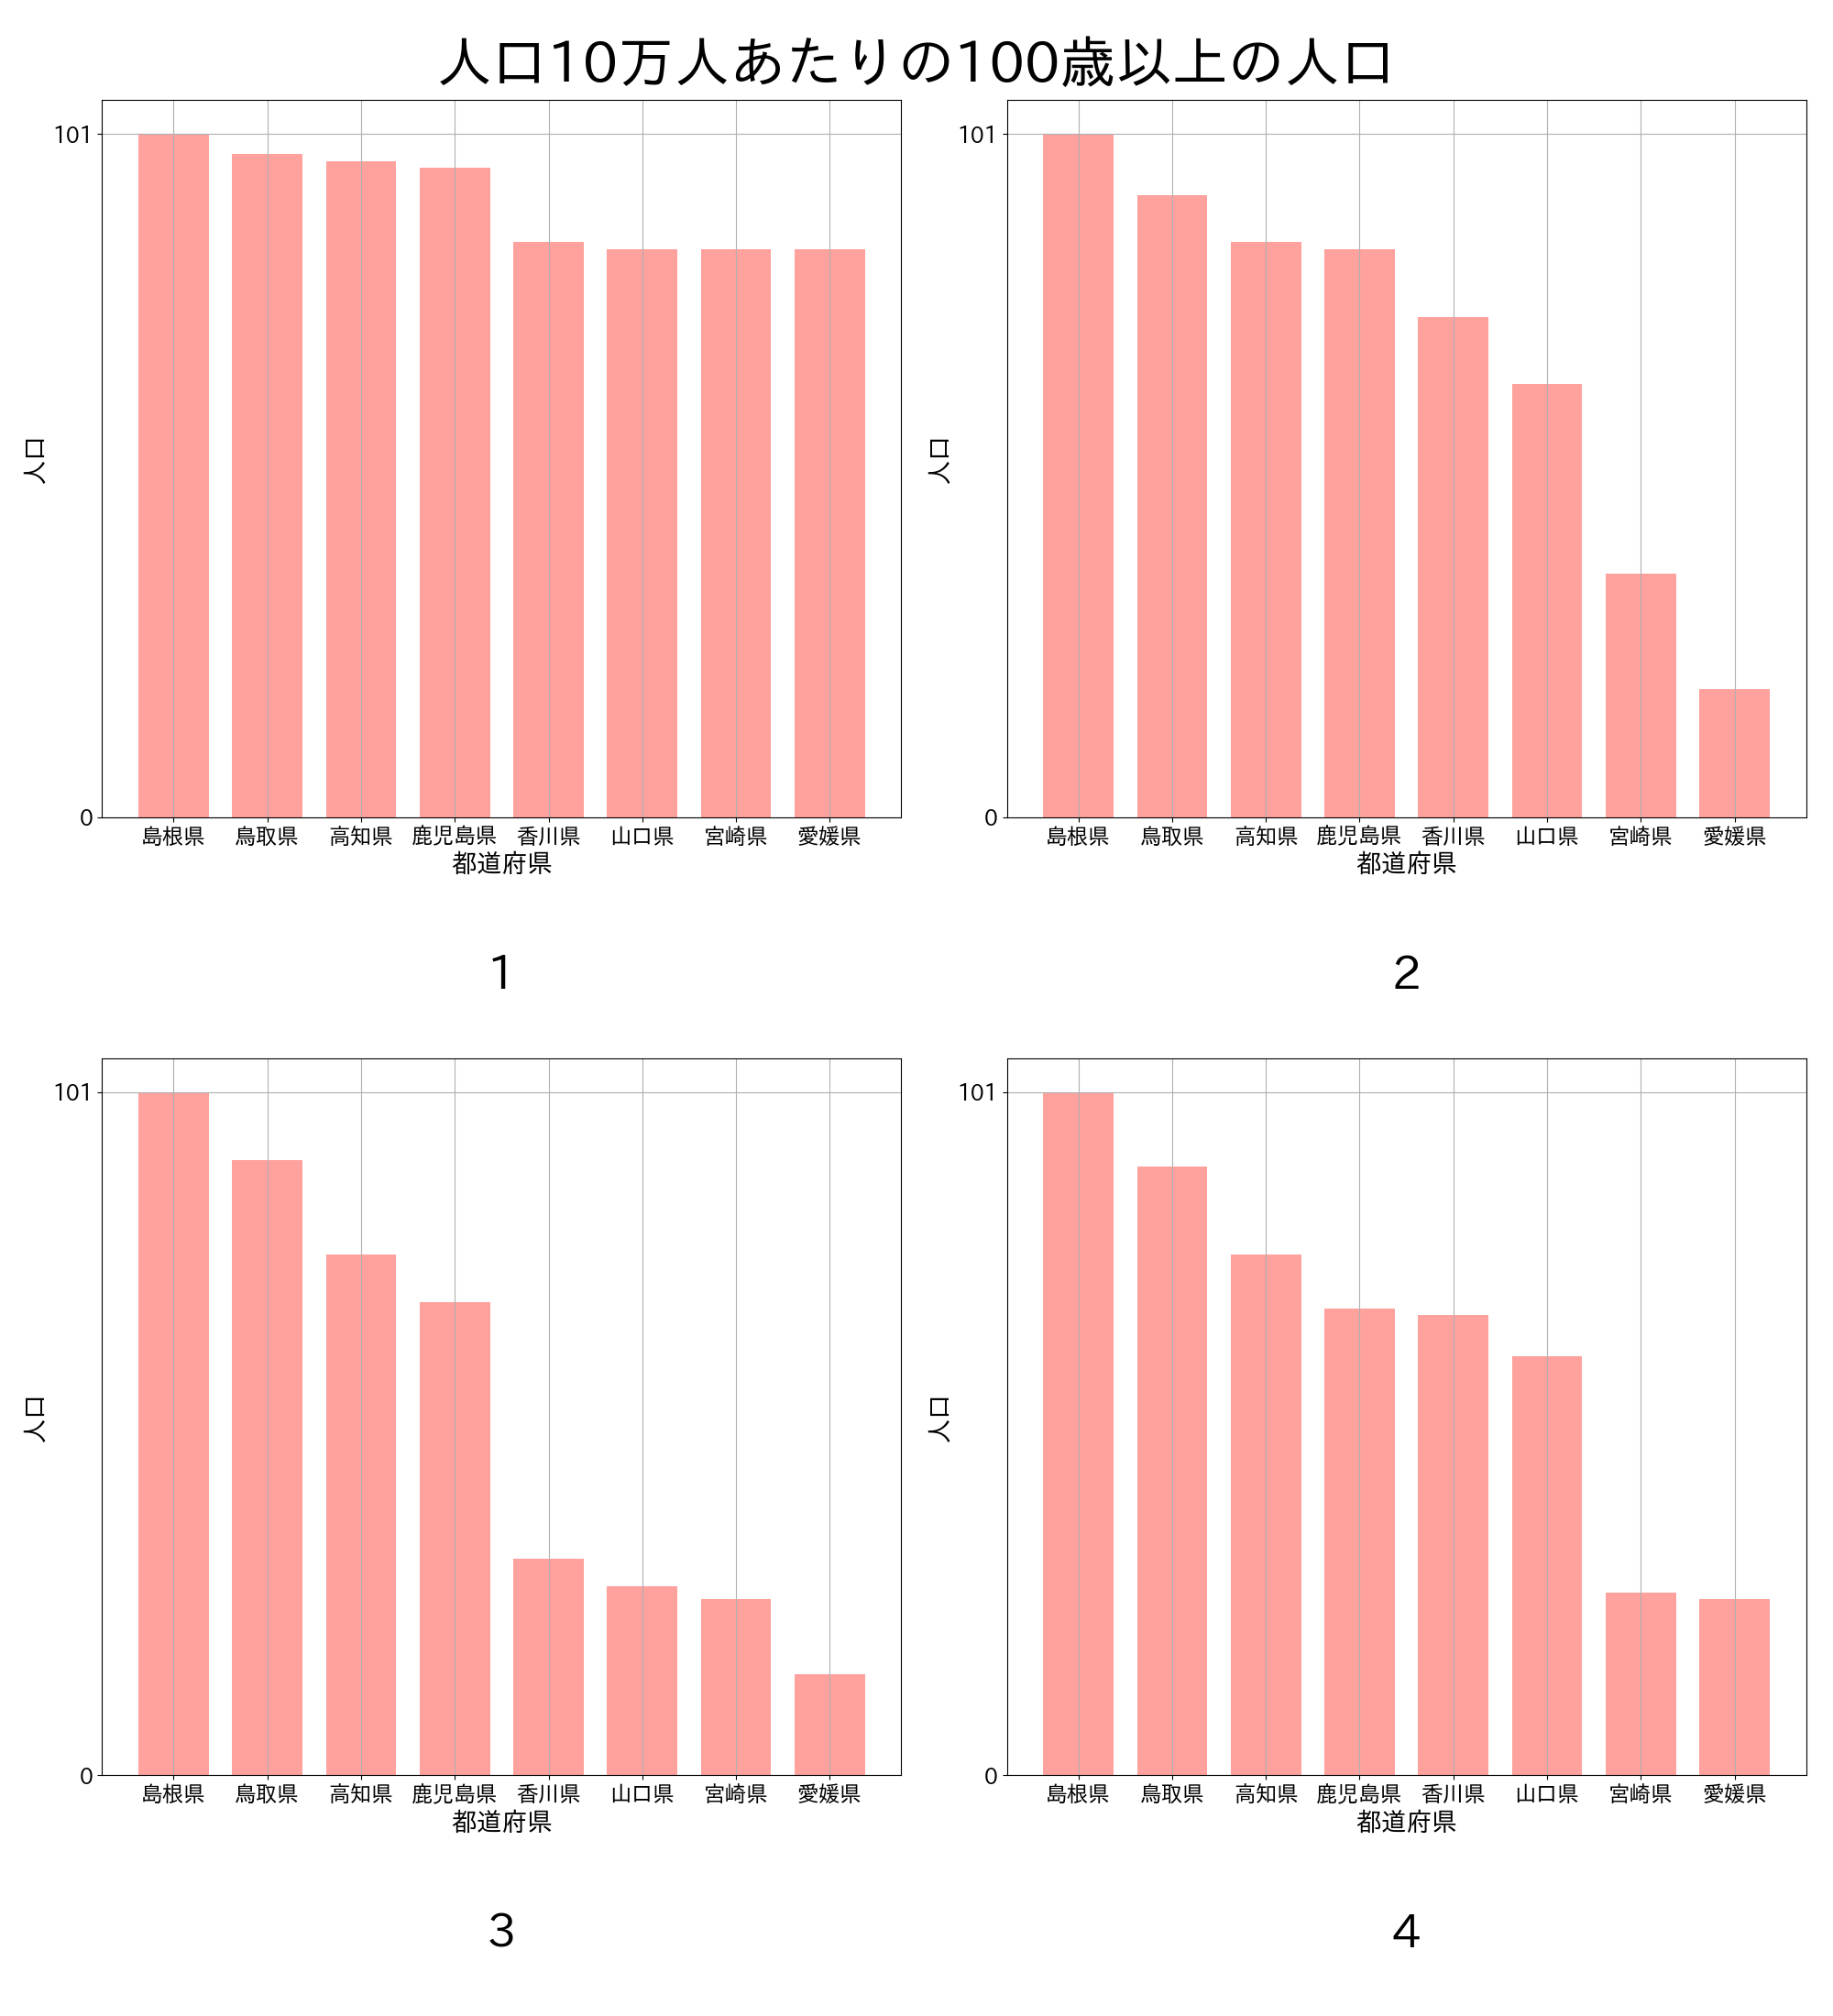 人口10万人あたりの100歳以上の人口
101
0
人口
島根県 鳥取県 高知県 鹿児島県 香川県 山口県 宮崎県 愛媛県
都道府県
1
101
0
人口
島根県 鳥取県 高知県 鹿児島県 香川県 山口県 宮崎県 愛媛県
都道府県
2
101
0
人口
島根県 鳥取県 高知県 鹿児島県 香川県 山口県 宮崎県 愛媛県
都道府県
3
101
0
人口
島根県 鳥取県 高知県 鹿児島県 香川県 山口県 宮崎県 愛媛県
都道府県
4